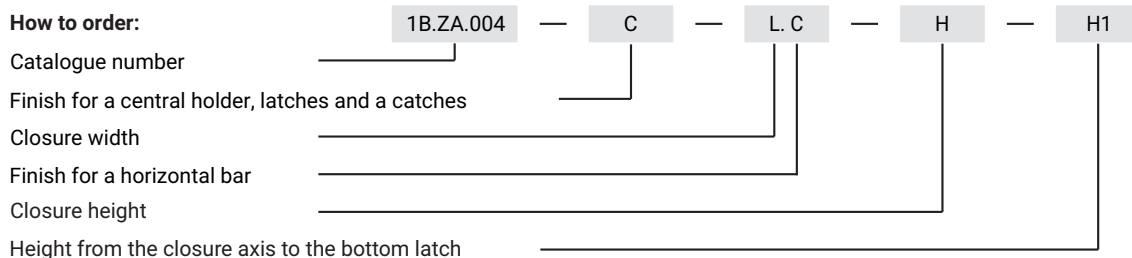 How to order: 1B.ZA.004 — C — L. C — H — H1
Catalogue number
Finish for a central holder, latches and a catches
Closure width
Finish for a horizontal bar
Closure height
Height from the closure axis to the bottom latch